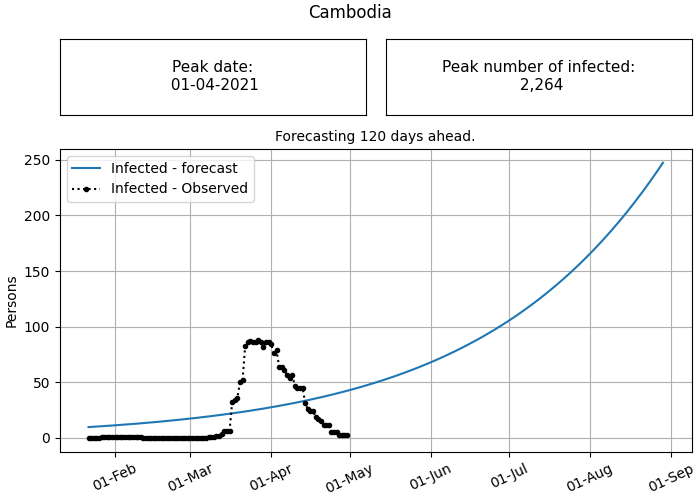 Cambodia
Peak date:
01-04-2021
Peak number of infected:
2,264
Forecasting 120 days ahead.
Infected - forecast
Infected - Observed
Persons
250
200
150
100
50
0
01-Feb
01-Mar
01-Apr
01-May
01-Jun
01-Jul
01-Aug
01-Sep